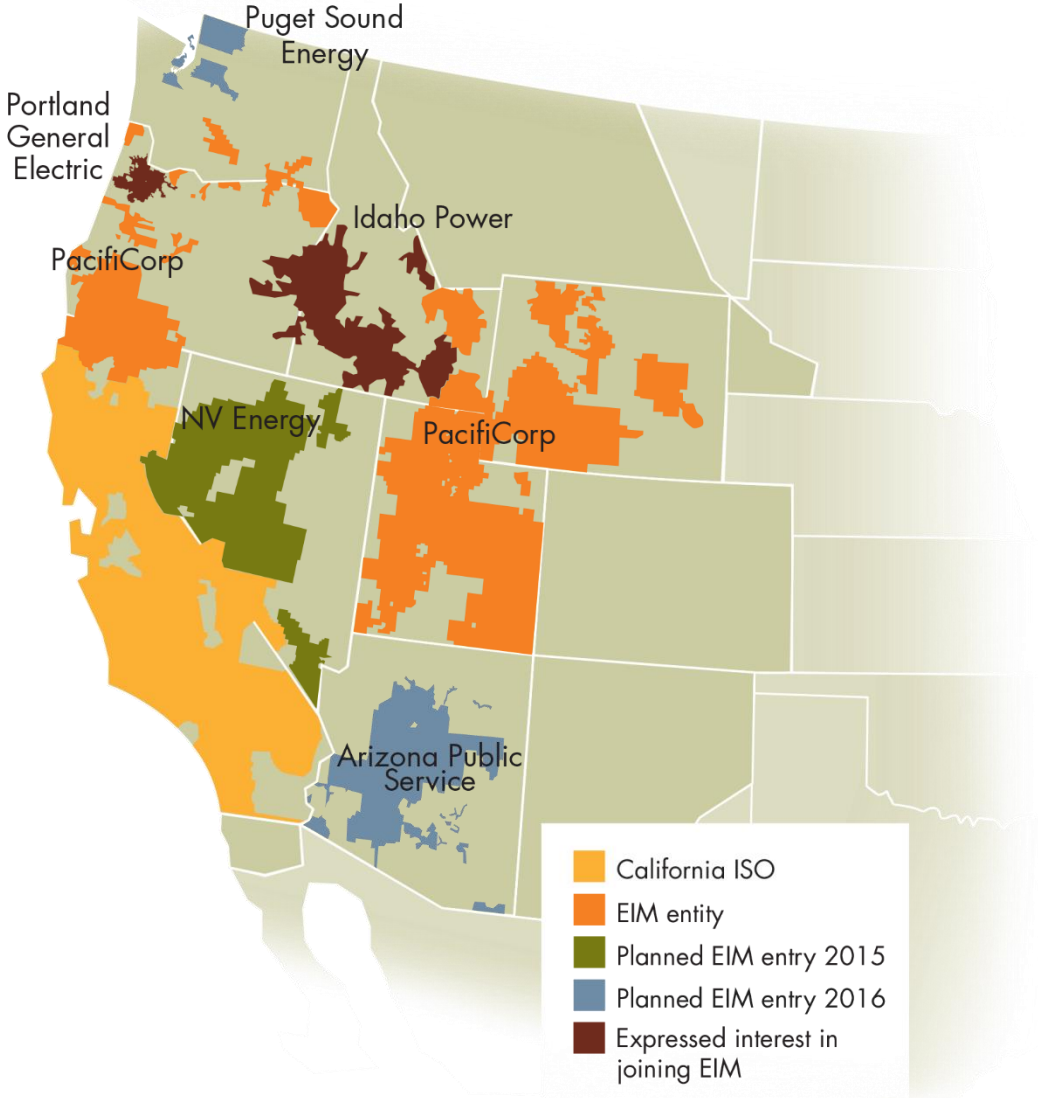 Puget Sound
Energy
Portland
General
Electric
Idaho Power
PacifiCorp
NV Energy
PacifiCorp
Arizona Public
Service
California ISO
EIM entity
Planned EIM entry 2015
Planned EIM entry 2016
Expressed interest in
joining EIM